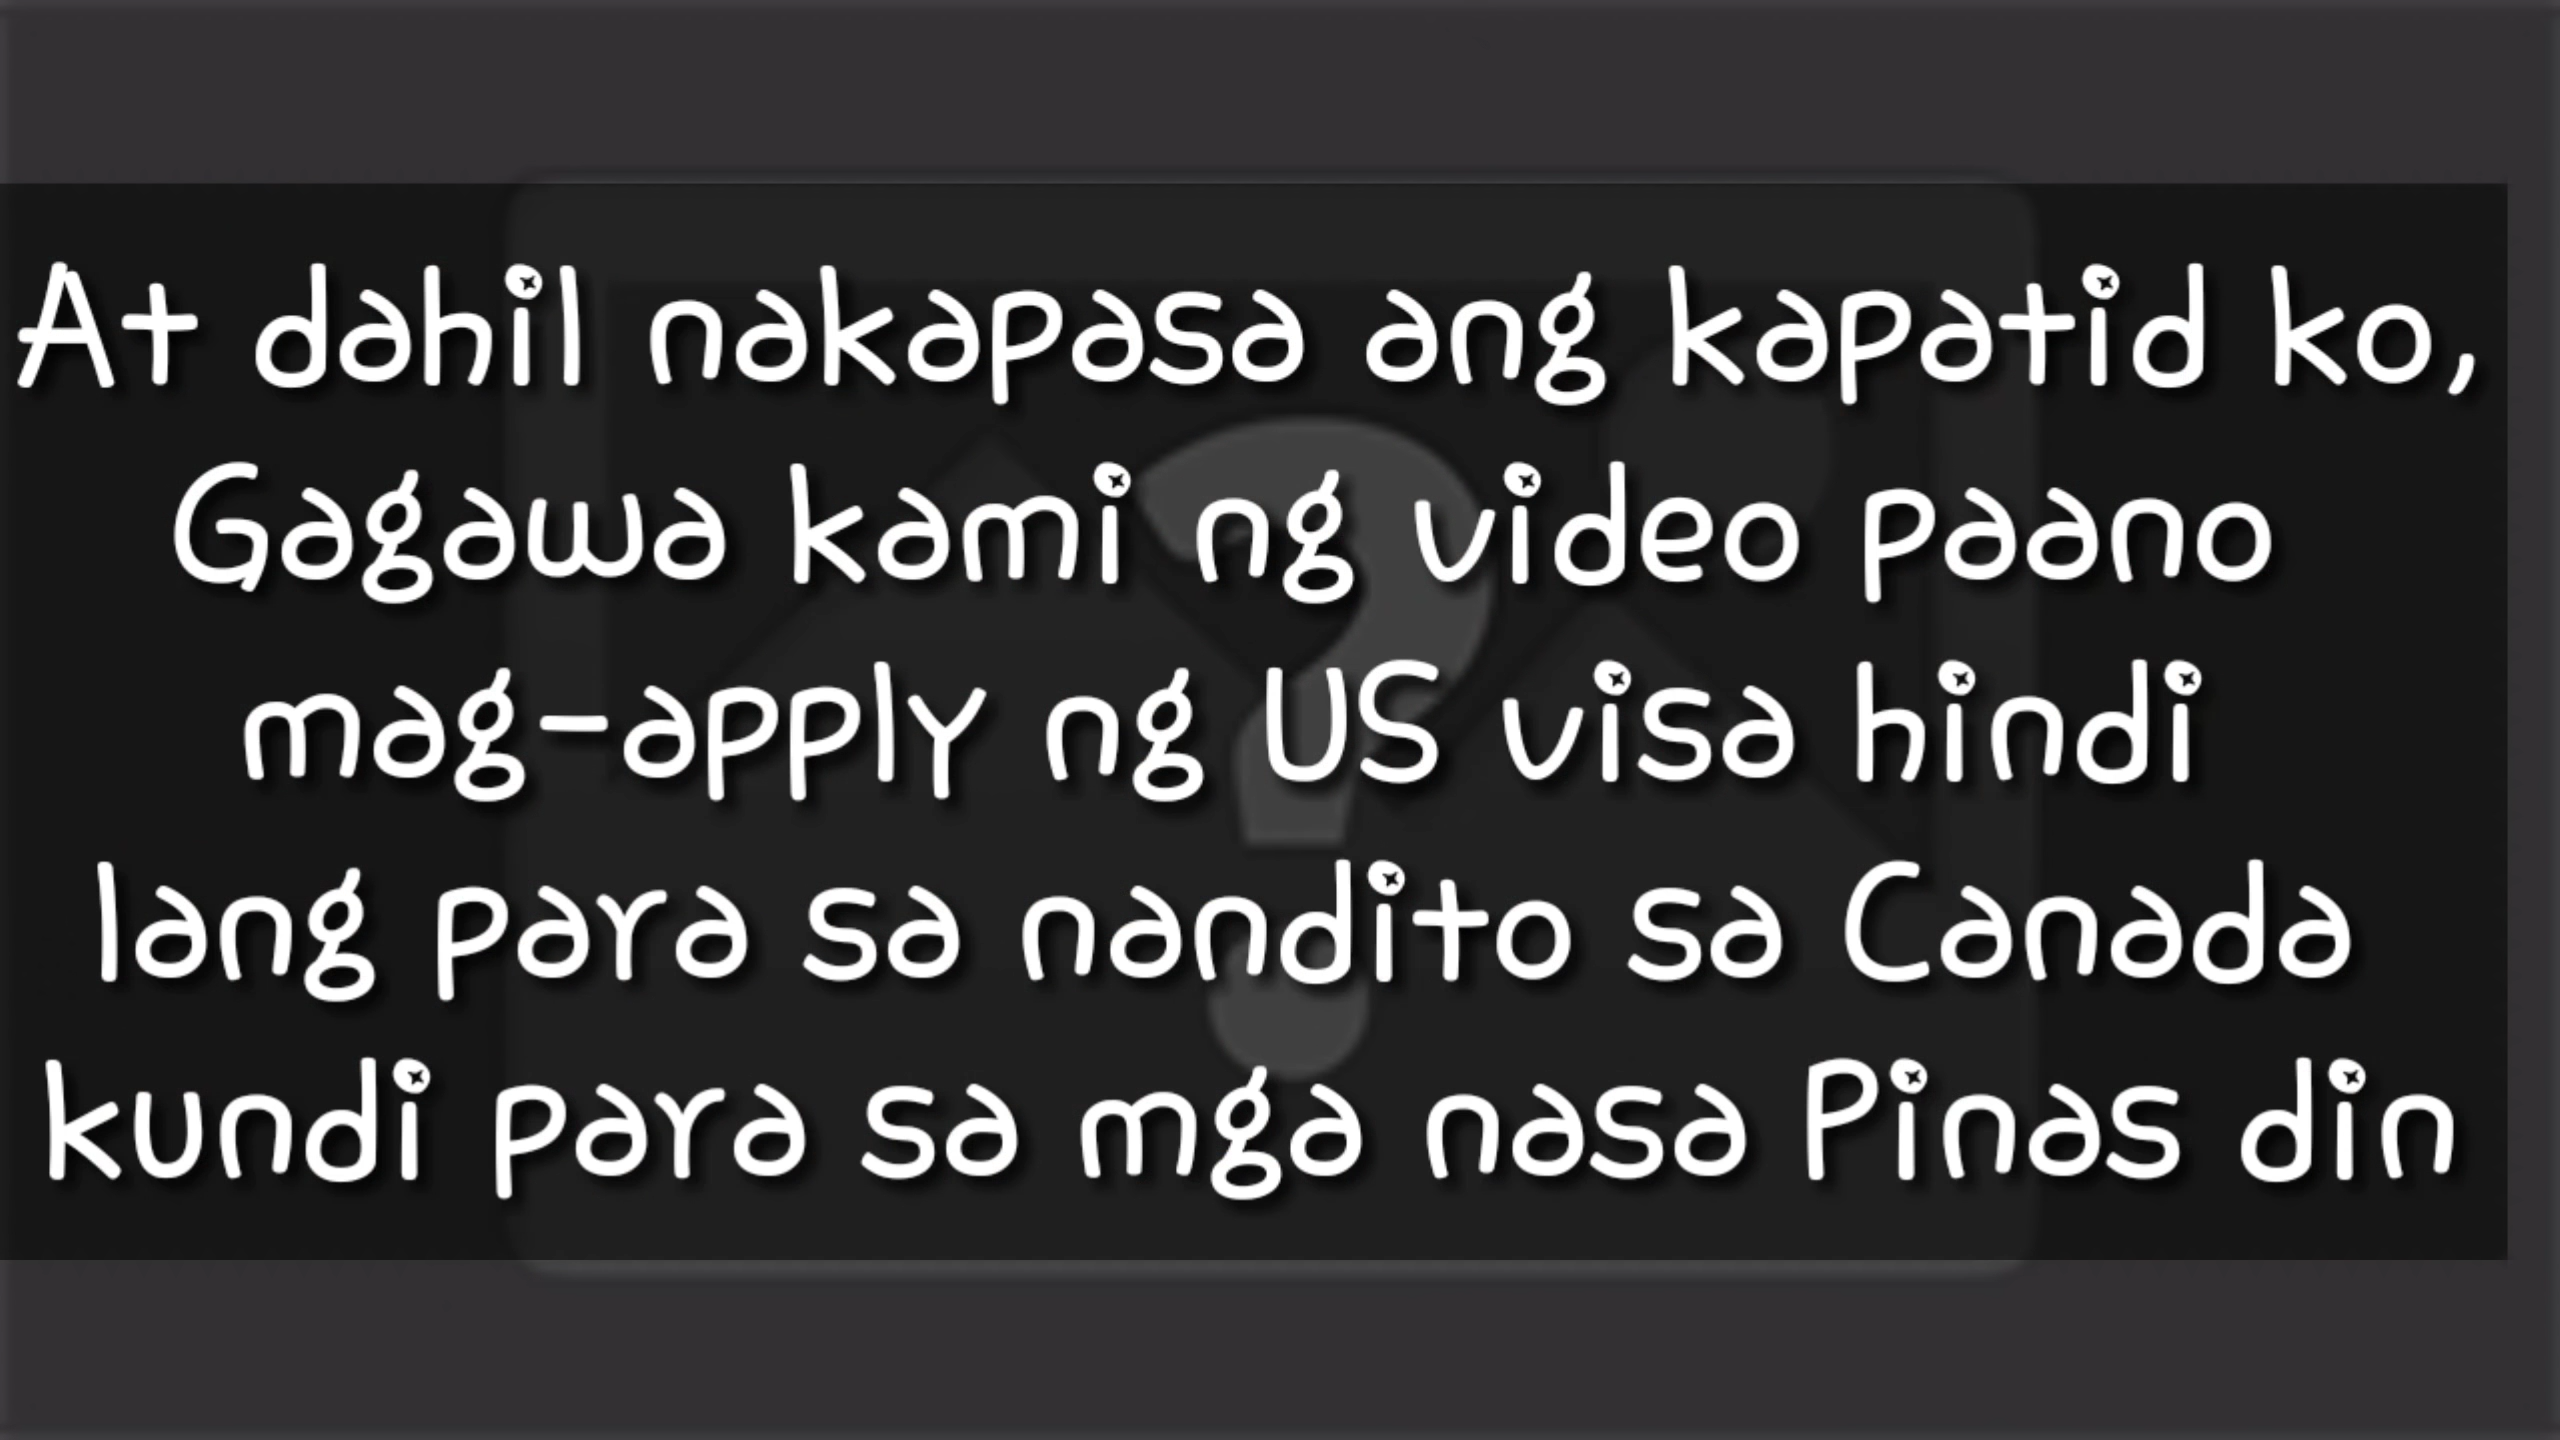 At dahil nakapasa ang kapatid ko,
Gagawa kami ng video paano
mag-apply ng US visa hindi
lang para sa nandito sa Canada
kundi para sa mga nasa Pinas din